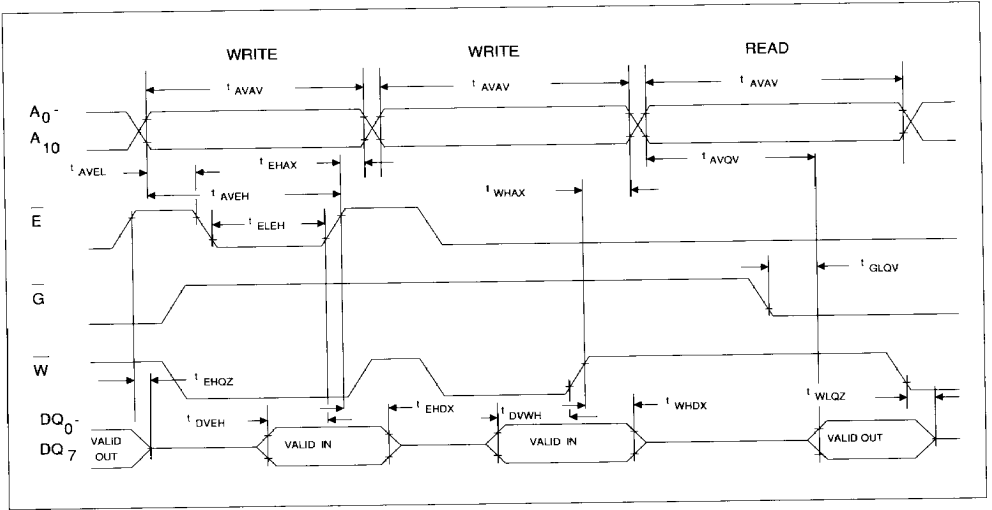 WRITE WRITE READ
t AVAV t AVAV t AVAV
A0-
A10
t EHAX t AVQV
t AVEL t AVEH t WHAX
E
t ELEH
t GLQV
G
W
t EHQZ t WLQZ
t DVEH t EHDX t DVWH t WHDX
DQ0-
DQ7
VALID OUT VALID IN VALID IN VALID OUT